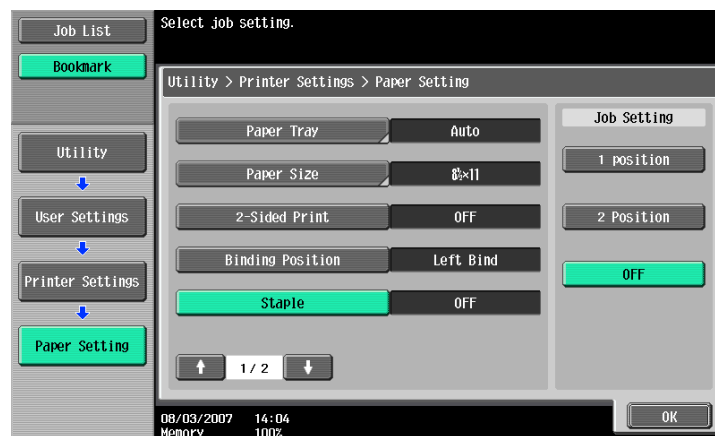 Job List
Bookmark
Utility
User Settings
Printer Settings
Paper Setting
Select job setting.
Utility > Printer Settings > Paper Setting
Paper Tray Auto
Paper Size 8½×11
2-Sided Print OFF
Binding Position Left Bind
Staple OFF
1/ 2
Job Setting
1 position
2 Position
OFF
08/03/2007 14:04
Memory 100%
OK